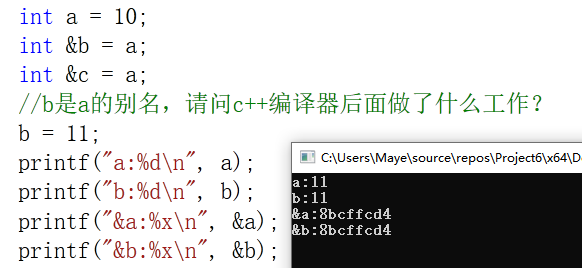 int a = 10;
int &b = a;
int &c = a;
//b是a的别名，请问c++编译器后面做了什么工作？
b = 11;
printf("a:%d\n", a);
printf("b:%d\n", b);
printf("&a:%x\n", &a);
printf("&b:%x\n", &b);
C:\Users\Maye\source\repos\Project6\x64\D
a:11
b:11
&a:8bcffcd4
&b:8bcffcd4